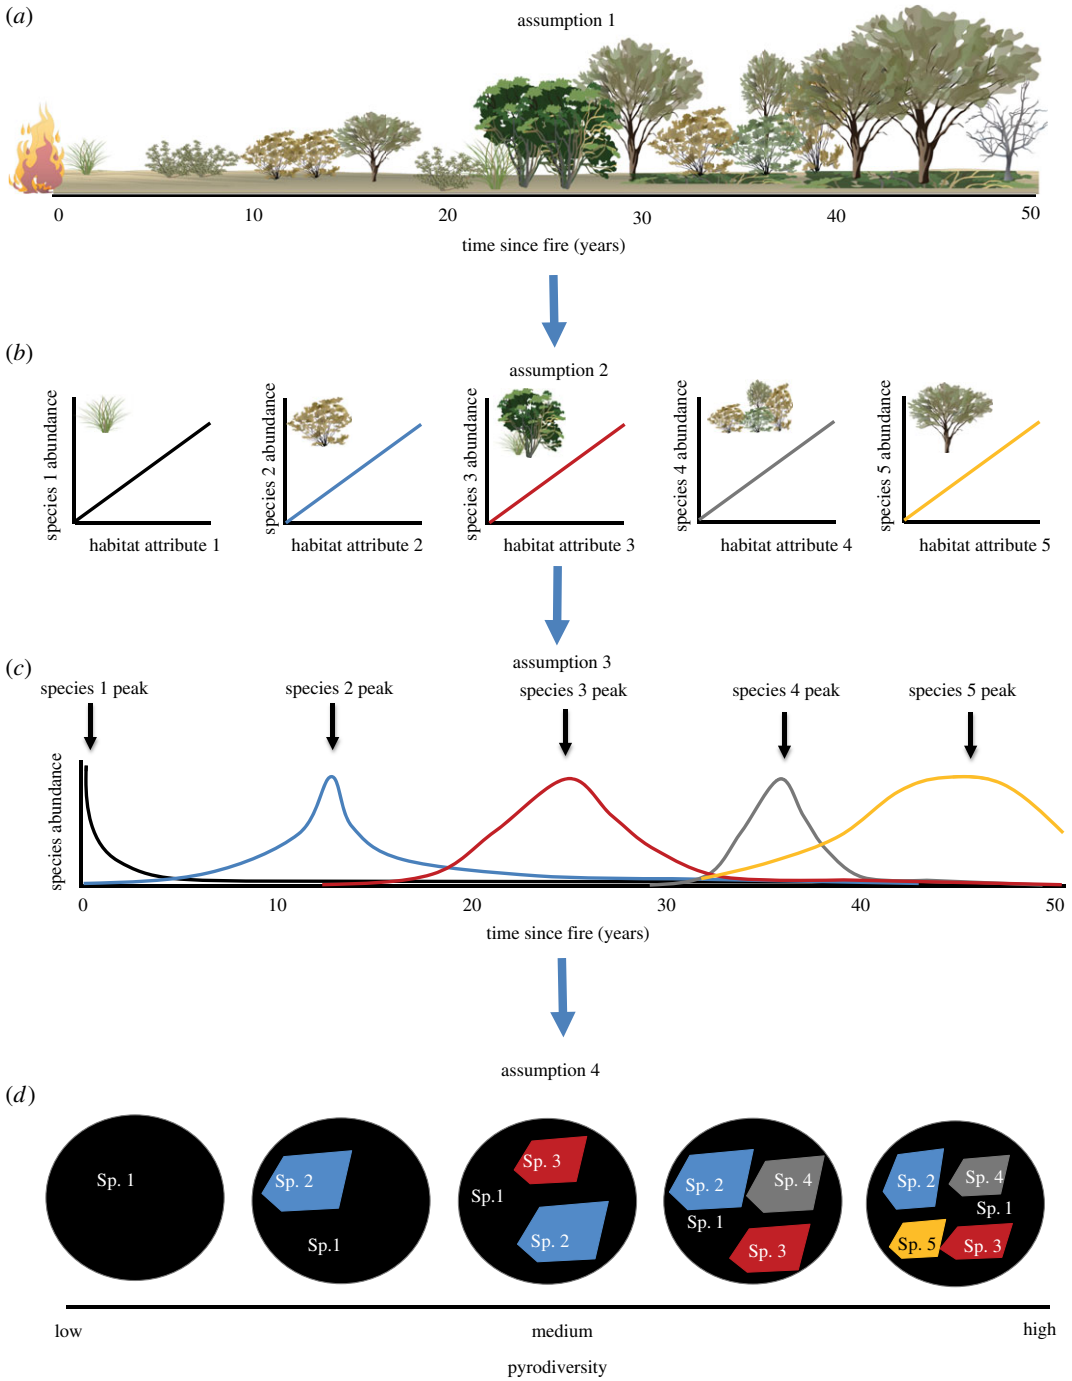 (a)
assumption 1
0 10 20 30 40 50
time since fire (years)
(b)
assumption 2
species 1 abundance
habitat attribute 1
species 2 abundance
habitat attribute 2
species 3 abundance
habitat attribute 3
species 4 abundance
habitat attribute 4
species 5 abundance
habitat attribute 5
(c)
assumption 3
species 1 peak
species 2 peak
species 3 peak
species 4 peak
species 5 peak
species abundance
0 10 20 30 40 50
time since fire (years)
assumption 4
(d)
Sp. 1
Sp. 2
Sp.1
Sp. 3
Sp.1
Sp. 2
Sp. 2
Sp. 4
Sp. 1
Sp. 3
Sp. 2
Sp. 4
Sp. 1
Sp. 5
Sp. 3
low medium high
pyrodiversity